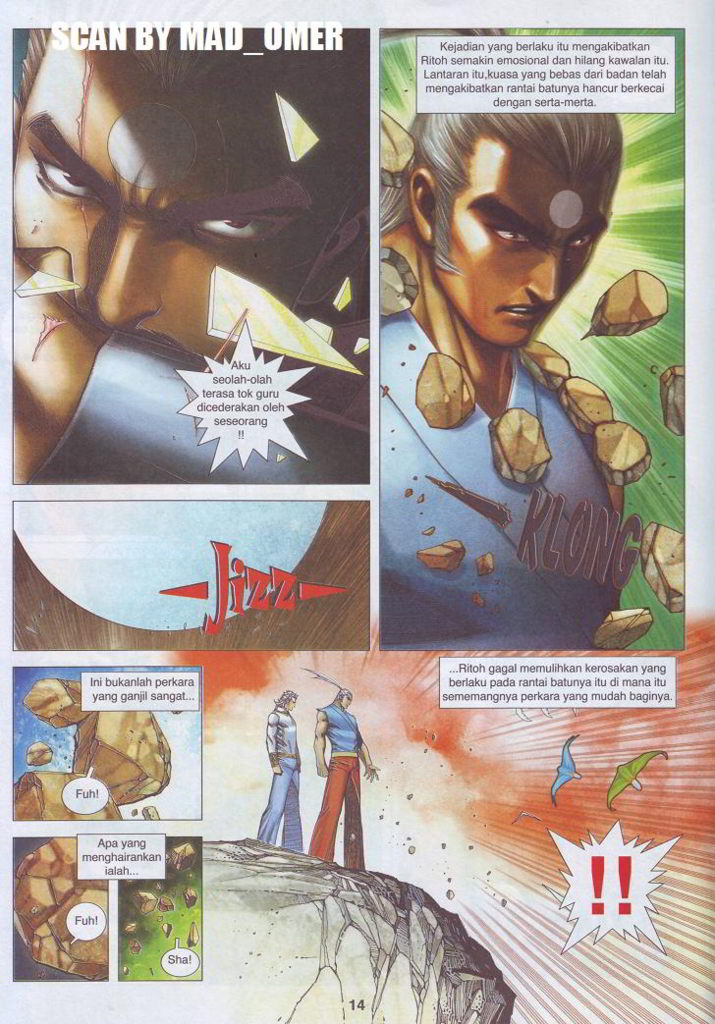 SCAN BY MAD_OMER
Aku
seolah-olah
terasa tok guru
dicederakan oleh
seseorang
!!
Kejadian yang berlaku itu mengakibatkan
Ritoh semakin emosional dan hilang kawalan itu.
Lantaran itu,kuasa yang bebas dari badan telah
mengakibatkan rantai batunya hancur berkecai
dengan serta-merta.
KLONG
Jizz
...Ritoh gagal memulihkan kerosakan yang
berlaku pada rantai batunya itu di mana itu
sememangnya perkara yang mudah baginya.
Ini bukanlah perkara
yang ganjil sangat...
Fuh!
Apa yang
menghairankan
ialah...
Fuh!
Sha!
!!
14